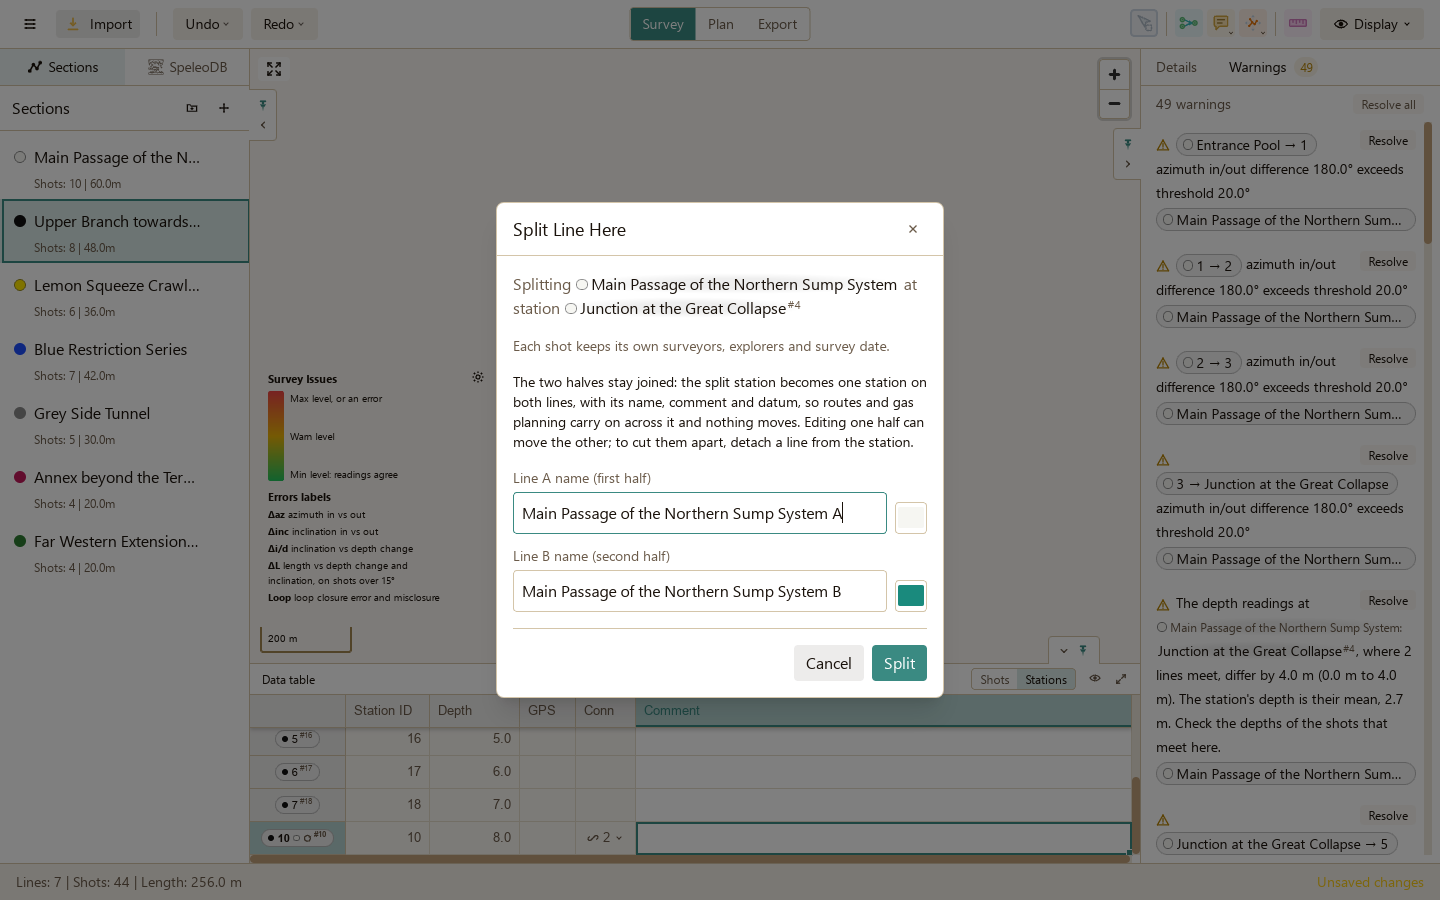 Import
Undo
Redo
Survey
Plan
Export
Display
Sections
SpeleoDB
Sections
Main Passage of the N...
Shots: 10 | 60.0m
Upper Branch towards...
Shots: 8 | 48.0m
Lemon Squeeze Crawl...
Shots: 6 | 36.0m
Blue Restriction Series
Shots: 7 | 42.0m
Grey Side Tunnel
Shots: 5 | 30.0m
Annex beyond the Ter...
Shots: 4 | 20.0m
Far Western Extension...
Shots: 4 | 20.0m
Survey Issues
Max level, or an error
Warn level
Min level: readings agree
Errors labels
Δaz azimuth in vs out
Δinc inclination in vs out
Δi/d inclination vs depth change
ΔL length vs depth change and
inclination, on shots over 15°
Loop loop closure error and misclosure
200 m
Split Line Here
Splitting Main Passage of the Northern Sump System at
station Junction at the Great Collapse#4
Each shot keeps its own surveyors, explorers and survey date.
The two halves stay joined: the split station becomes one station on
both lines, with its name, comment and datum, so routes and gas
planning carry on across it and nothing moves. Editing one half can
move the other; to cut them apart, detach a line from the station.
Line A name (first half)
Main Passage of the Northern Sump System A
Line B name (second half)
Main Passage of the Northern Sump System B
Cancel
Split
Data table
Shots
Stations
Station ID
Depth
GPS
Conn
Comment
5 #16
16
5.0
6 #17
17
6.0
7 #18
18
7.0
10 #10
10
8.0
2
Details
Warnings
49
49 warnings
Resolve all
Entrance Pool → 1
Resolve
azimuth in/out difference 180.0° exceeds
threshold 20.0°
Main Passage of the Northern Sum...
1 → 2 azimuth in/out
Resolve
difference 180.0° exceeds threshold 20.0°
Main Passage of the Northern Sum...
2 → 3 azimuth in/out
Resolve
difference 180.0° exceeds threshold 20.0°
Main Passage of the Northern Sum...
Resolve
3 → Junction at the Great Collapse
azimuth in/out difference 180.0° exceeds
threshold 20.0°
Main Passage of the Northern Sum...
The depth readings at
Resolve
Main Passage of the Northern Sump System:
Junction at the Great Collapse#4, where 2
lines meet, differ by 4.0 m (0.0 m to 4.0
m). The station's depth is their mean, 2.7
m. Check the depths of the shots that
meet here.
Main Passage of the Northern Sum...
Resolve
Junction at the Great Collapse → 5
Lines: 7 | Shots: 44 | Length: 256.0 m
Unsaved changes